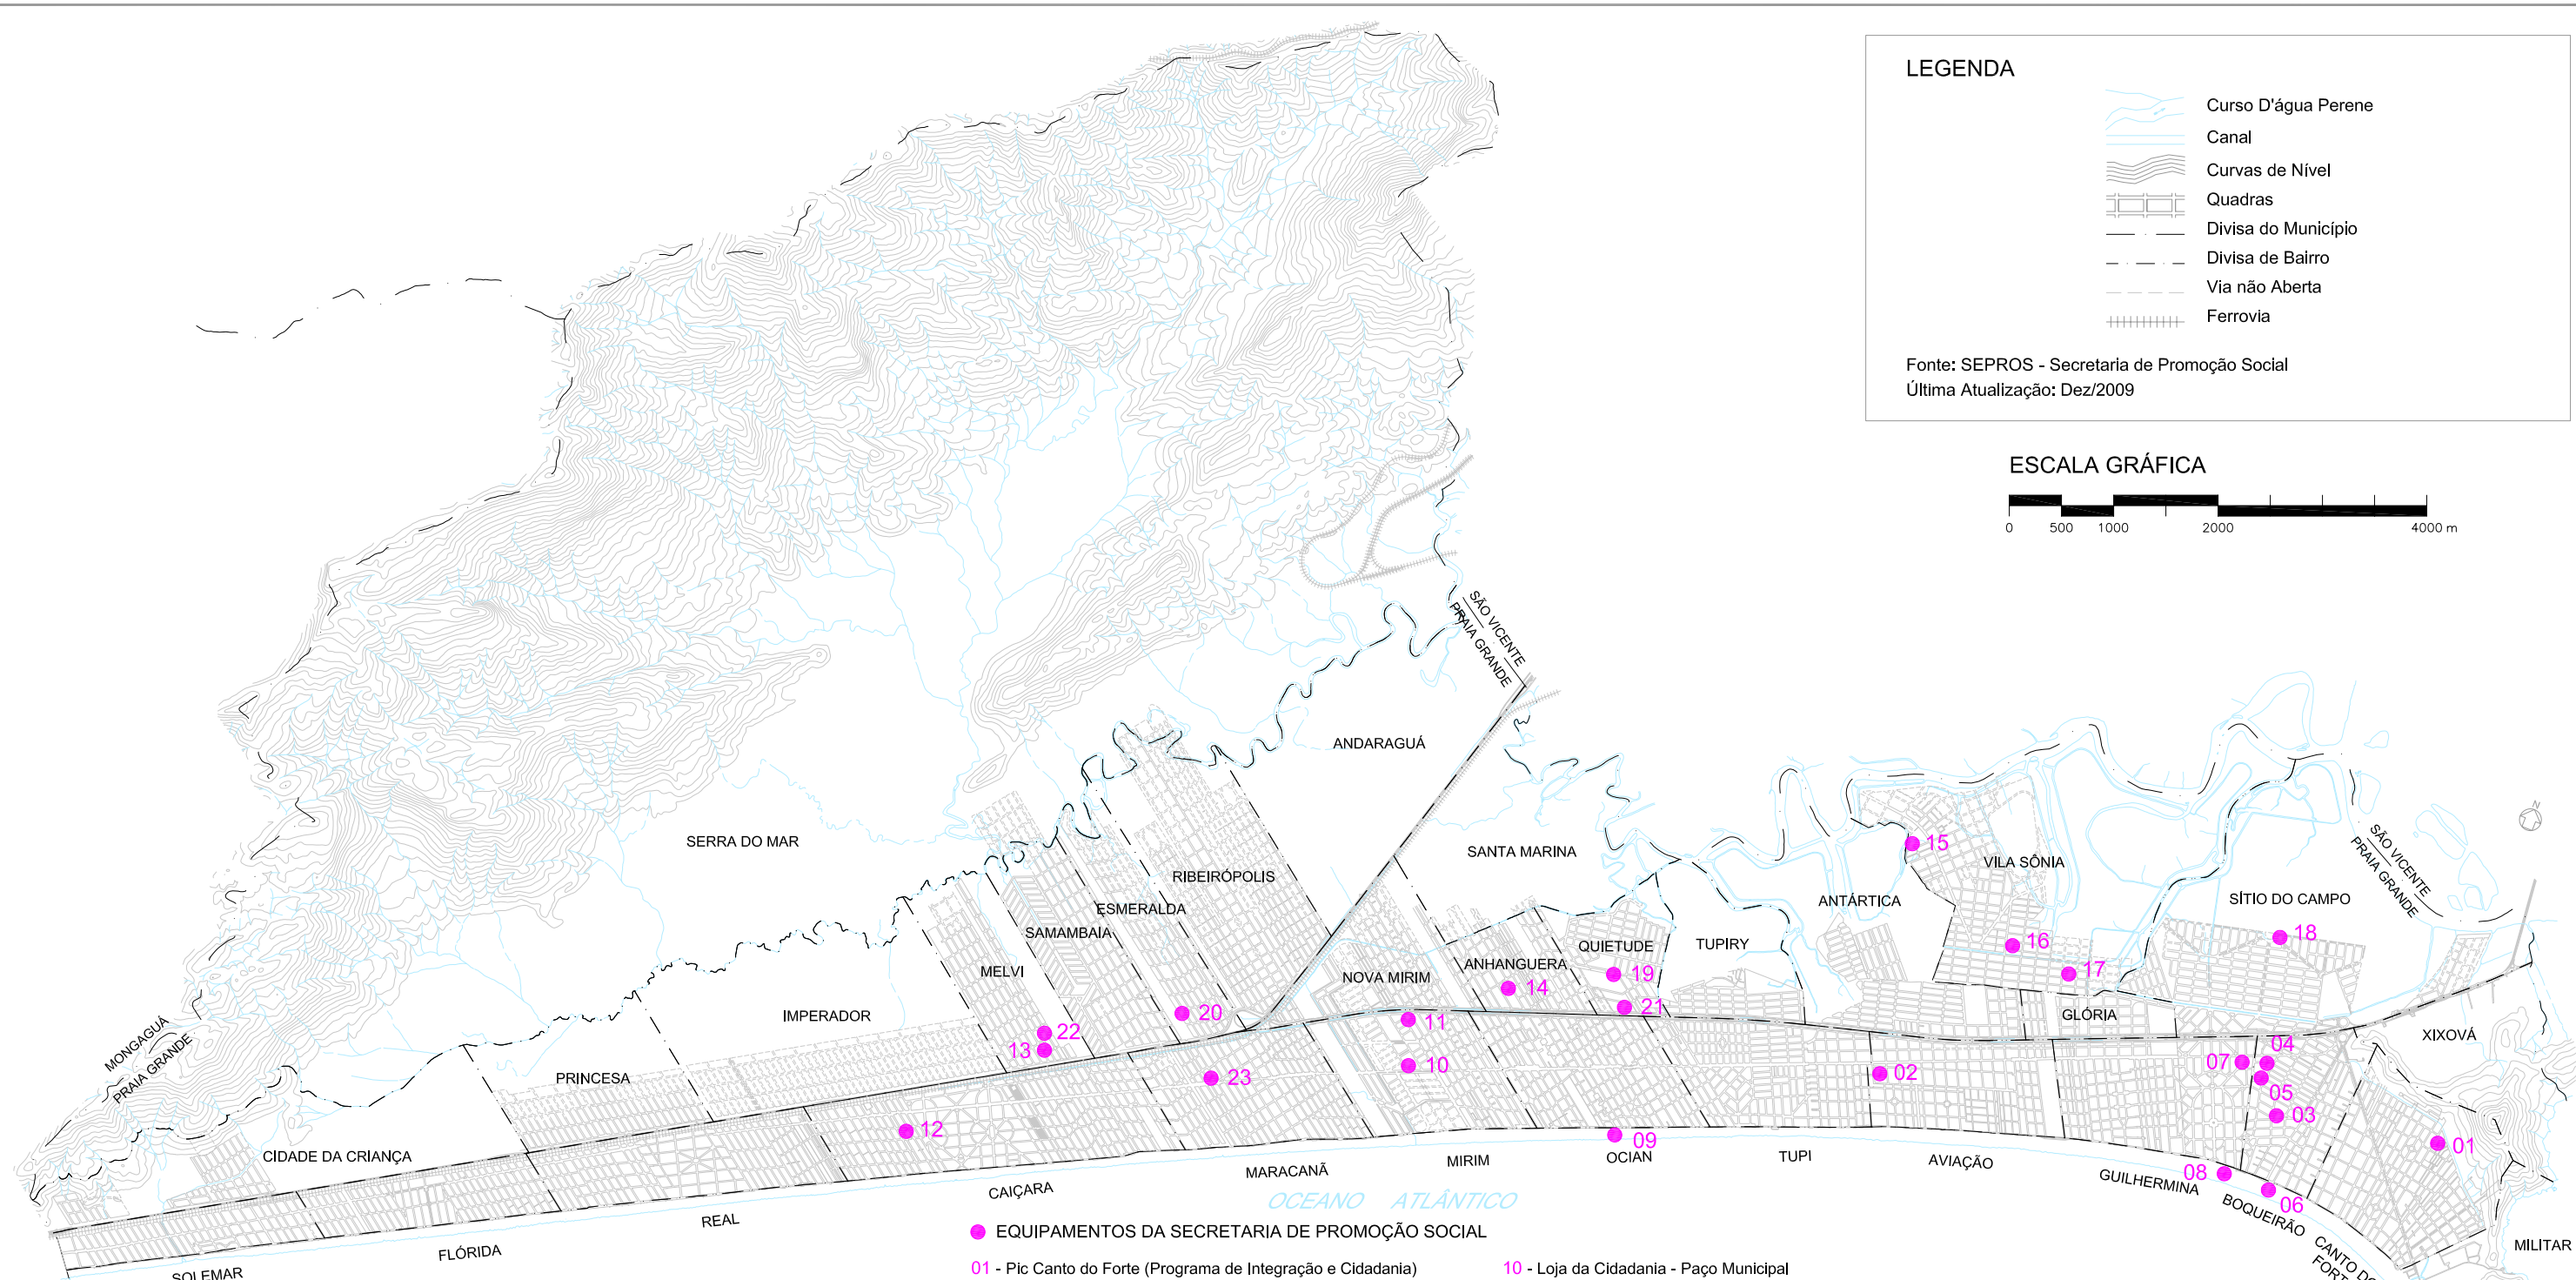 LEGENDA
Curso D'água Perene
Canal
Curvas de Nível
Quadras
Divisa do Município
Divisa de Bairro
Via não Aberta
Ferrovia
Fonte: SEPROS - Secretaria de Promoção Social
Última Atualização: Dez/2009
ESCALA GRÁFICA
0 500 1000 2000 4000 m
SÃO VICENTE
PRAIA GRANDE
ANDARAGUÁ
N
SERRA DO MAR
SANTA MARINA
15
VILA SÔNIA
SÃO VICENTE
PRAIA GRANDE
RIBEIRÓPOLIS
ESMERALDA
ANTÁRTICA
SÍTIO DO CAMPO
SAMAMBAIA
QUIETUDE
TUPIRY
16
18
MELVI
NOVA MIRIM
ANHANGUERA
19
17
14
IMPERADOR
20
11
21
GLÓRIA
MONGAGUÁ
PRAIA GRANDE
22
13
XIXOVÁ
04
07
PRINCESA
23
10
02
05
03
12
09
01
CIDADE DA CRIANÇA
OCIAN
TUPI
AVIAÇÃO
MIRIM
MARACANÃ
GUILHERMINA
08
06
CAIÇARA
BOQUEIRÃO
OCEANO ATLÂNTICO
REAL
FLÓRIDA
SOLEMAR
CANTO DO
FORTE
MILITAR
EQUIPAMENTOS DA SECRETARIA DE PROMOÇÃO SOCIAL
01 - Pic Canto do Forte (Programa de Integração e Cidadania)
10 - Loja da Cidadania - Paço Municipal